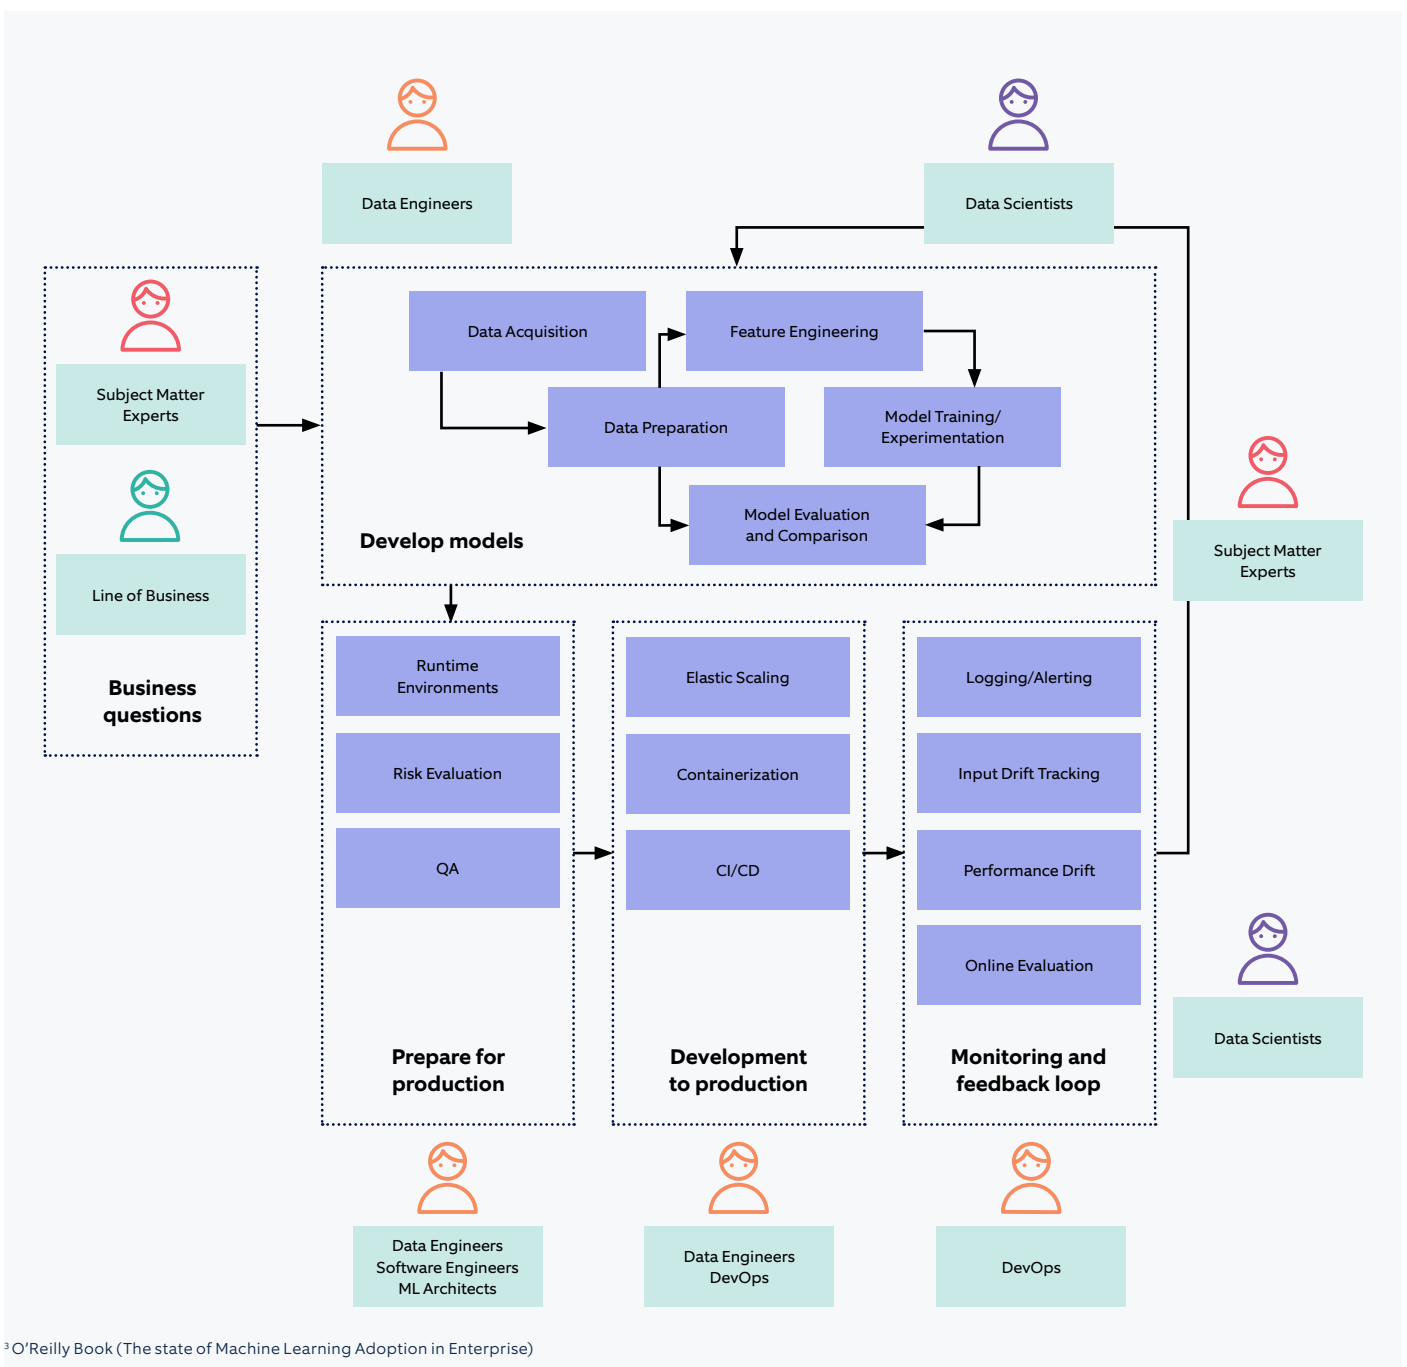 Data Engineers
Data Scientists
Subject Matter
Experts
Line of Business
Business
questions
Data Acquisition
Feature Engineering
Data Preparation
Model Training/
Experimentation
Model Evaluation
and Comparison
Develop models
Subject Matter
Experts
Runtime
Environments
Risk Evaluation
QA
Prepare for
production
Elastic Scaling
Containerization
CI/CD
Development
to production
Logging/Alerting
Input Drift Tracking
Performance Drift
Online Evaluation
Monitoring and
feedback loop
Data Scientists
Data Engineers
Software Engineers
ML Architects
Data Engineers
DevOps
DevOps
³ O’Reilly Book (The state of Machine Learning Adoption in Enterprise)